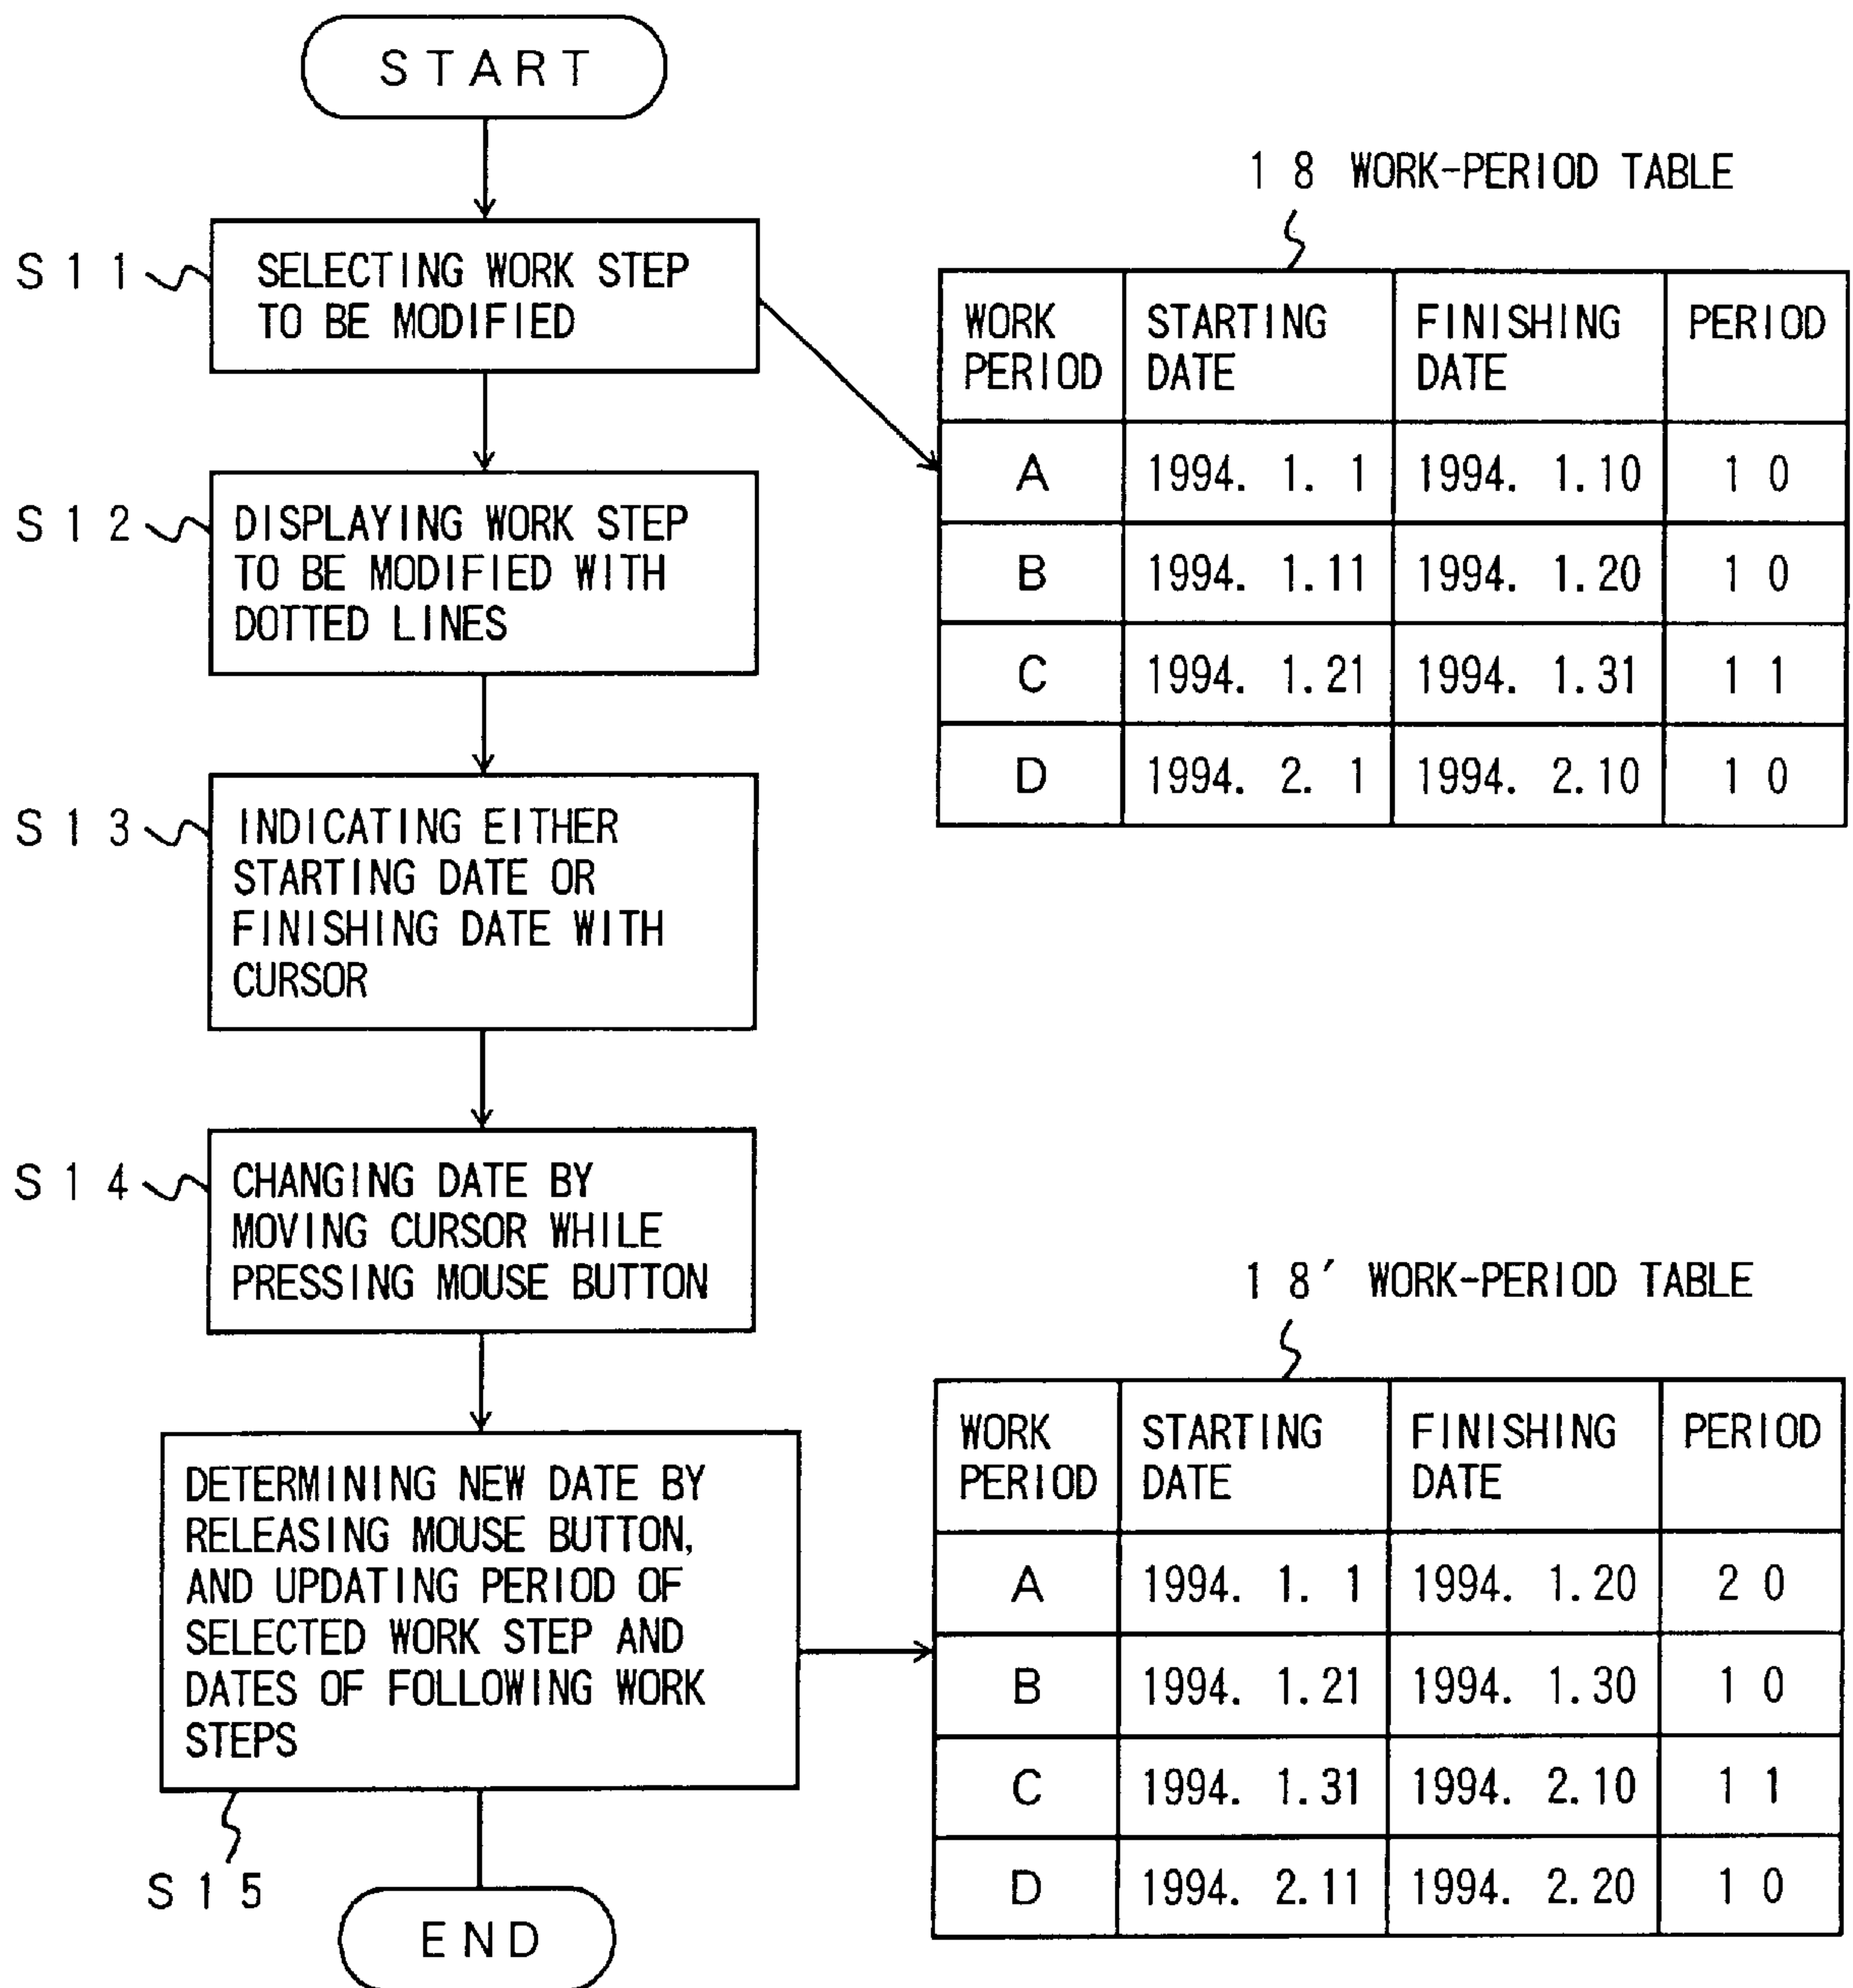 START
S11
SELECTING WORK STEP
TO BE MODIFIED
S12
DISPLAYING WORK STEP
TO BE MODIFIED WITH
DOTTED LINES
S13
INDICATING EITHER
STARTING DATE OR
FINISHING DATE WITH
CURSOR
S14
CHANGING DATE BY
MOVING CURSOR WHILE
PRESSING MOUSE BUTTON
DETERMINING NEW DATE BY
RELEASING MOUSE BUTTON,
AND UPDATING PERIOD OF
SELECTED WORK STEP AND
DATES OF FOLLOWING WORK
STEPS
S15
END
18 WORK-PERIOD TABLE
WORK PERIOD STARTING DATE FINISHING DATE PERIOD
A 1994. 1. 1 1994. 1.10 10
B 1994. 1.11 1994. 1.20 10
C 1994. 1.21 1994. 1.31 11
D 1994. 2. 1 1994. 2.10 10
18′ WORK-PERIOD TABLE
WORK PERIOD STARTING DATE FINISHING DATE PERIOD
A 1994. 1. 1 1994. 1.20 20
B 1994. 1.21 1994. 1.30 10
C 1994. 1.31 1994. 2.10 11
D 1994. 2.11 1994. 2.20 10